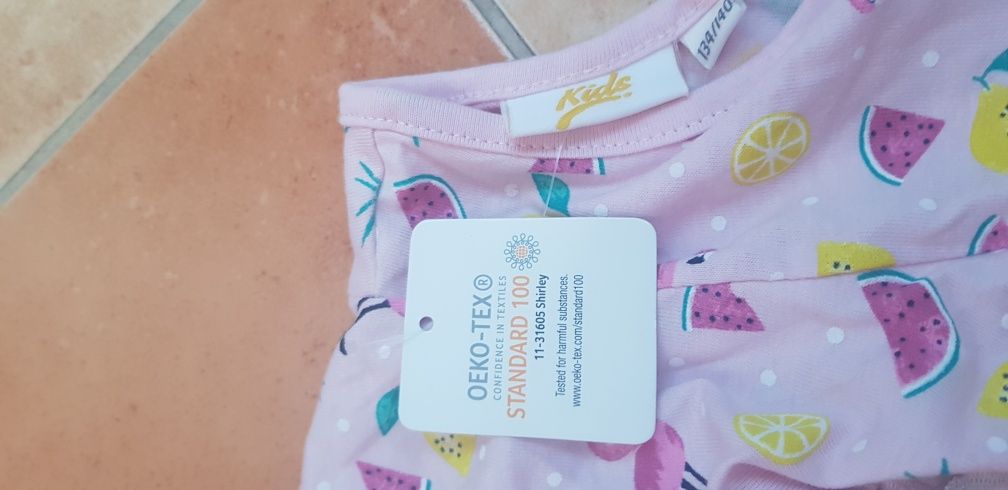 Kids
134/140
OEKO-TEX®
CONFIDENCE IN TEXTILES
STANDARD 100
11-31605 Shirley
Tested for harmful substances.
www.oeko-tex.com/standard100